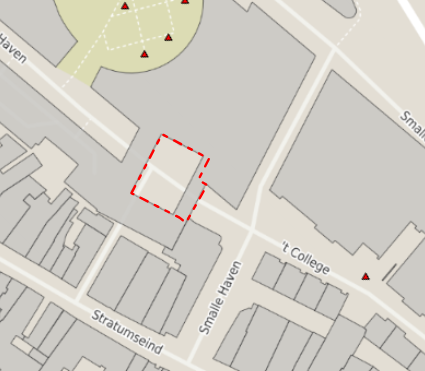 Haven
Smalle
't College
Smalle Haven
Stratumseind